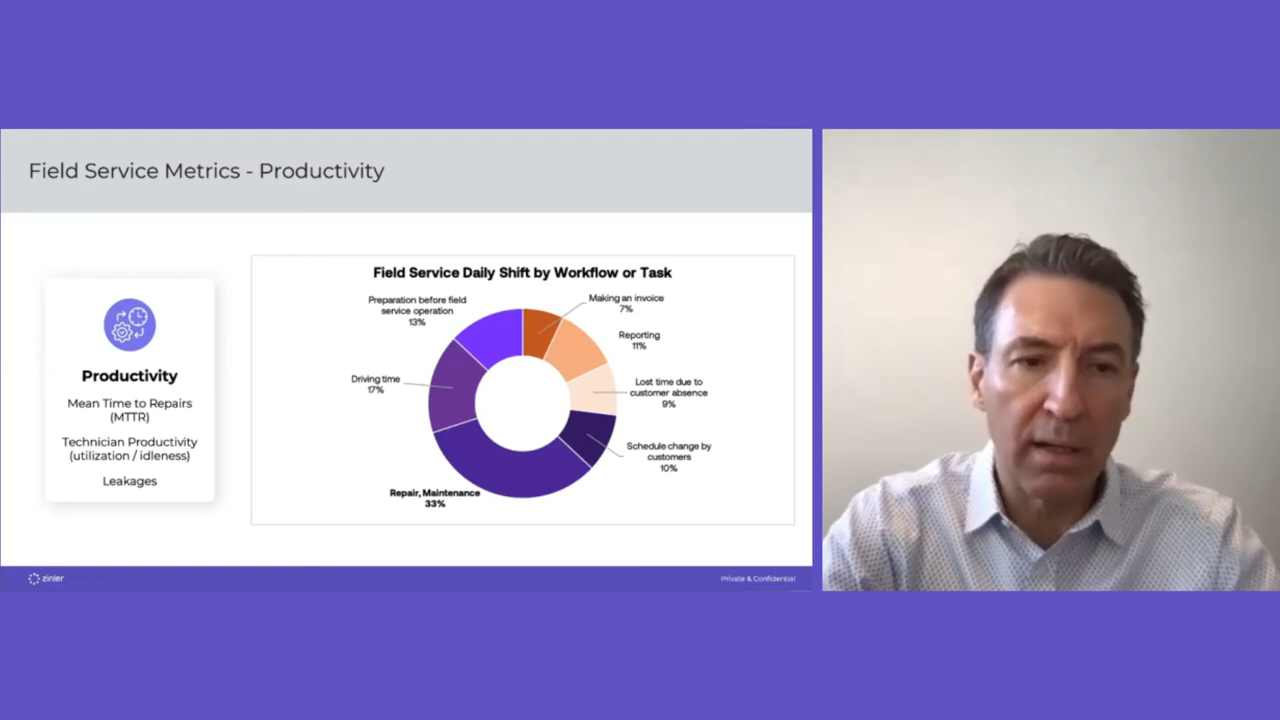 Field Service Metrics - Productivity
Productivity
Mean Time to Repairs
(MTTR)
Technician Productivity
(utilization / idleness)
Leakages
Field Service Daily Shift by Workflow or Task
Preparation before field
service operation
13%
Making an invoice
7%
Reporting
11%
Driving time
17%
Lost time due to
customer absence
9%
Schedule change by
customers
10%
Repair, Maintenance
33%
zinier
Private & Confidential